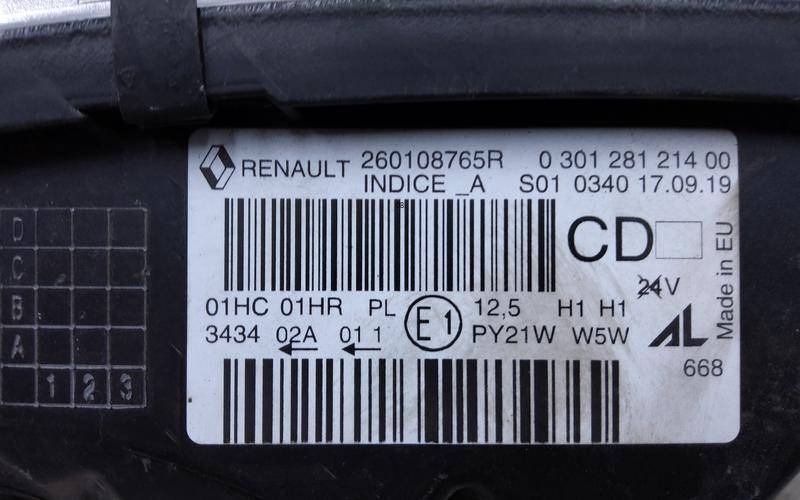 RENAULT 260108765R 0 301 281 214 00
INDICE _A S01 0340 17.09.19
CD
24V
Made in EU
01HC 01HR PL E1 12,5 H1 H1
3434 02A 01 1 PY21W W5W AL
668
D
C
B
A
1 2 3